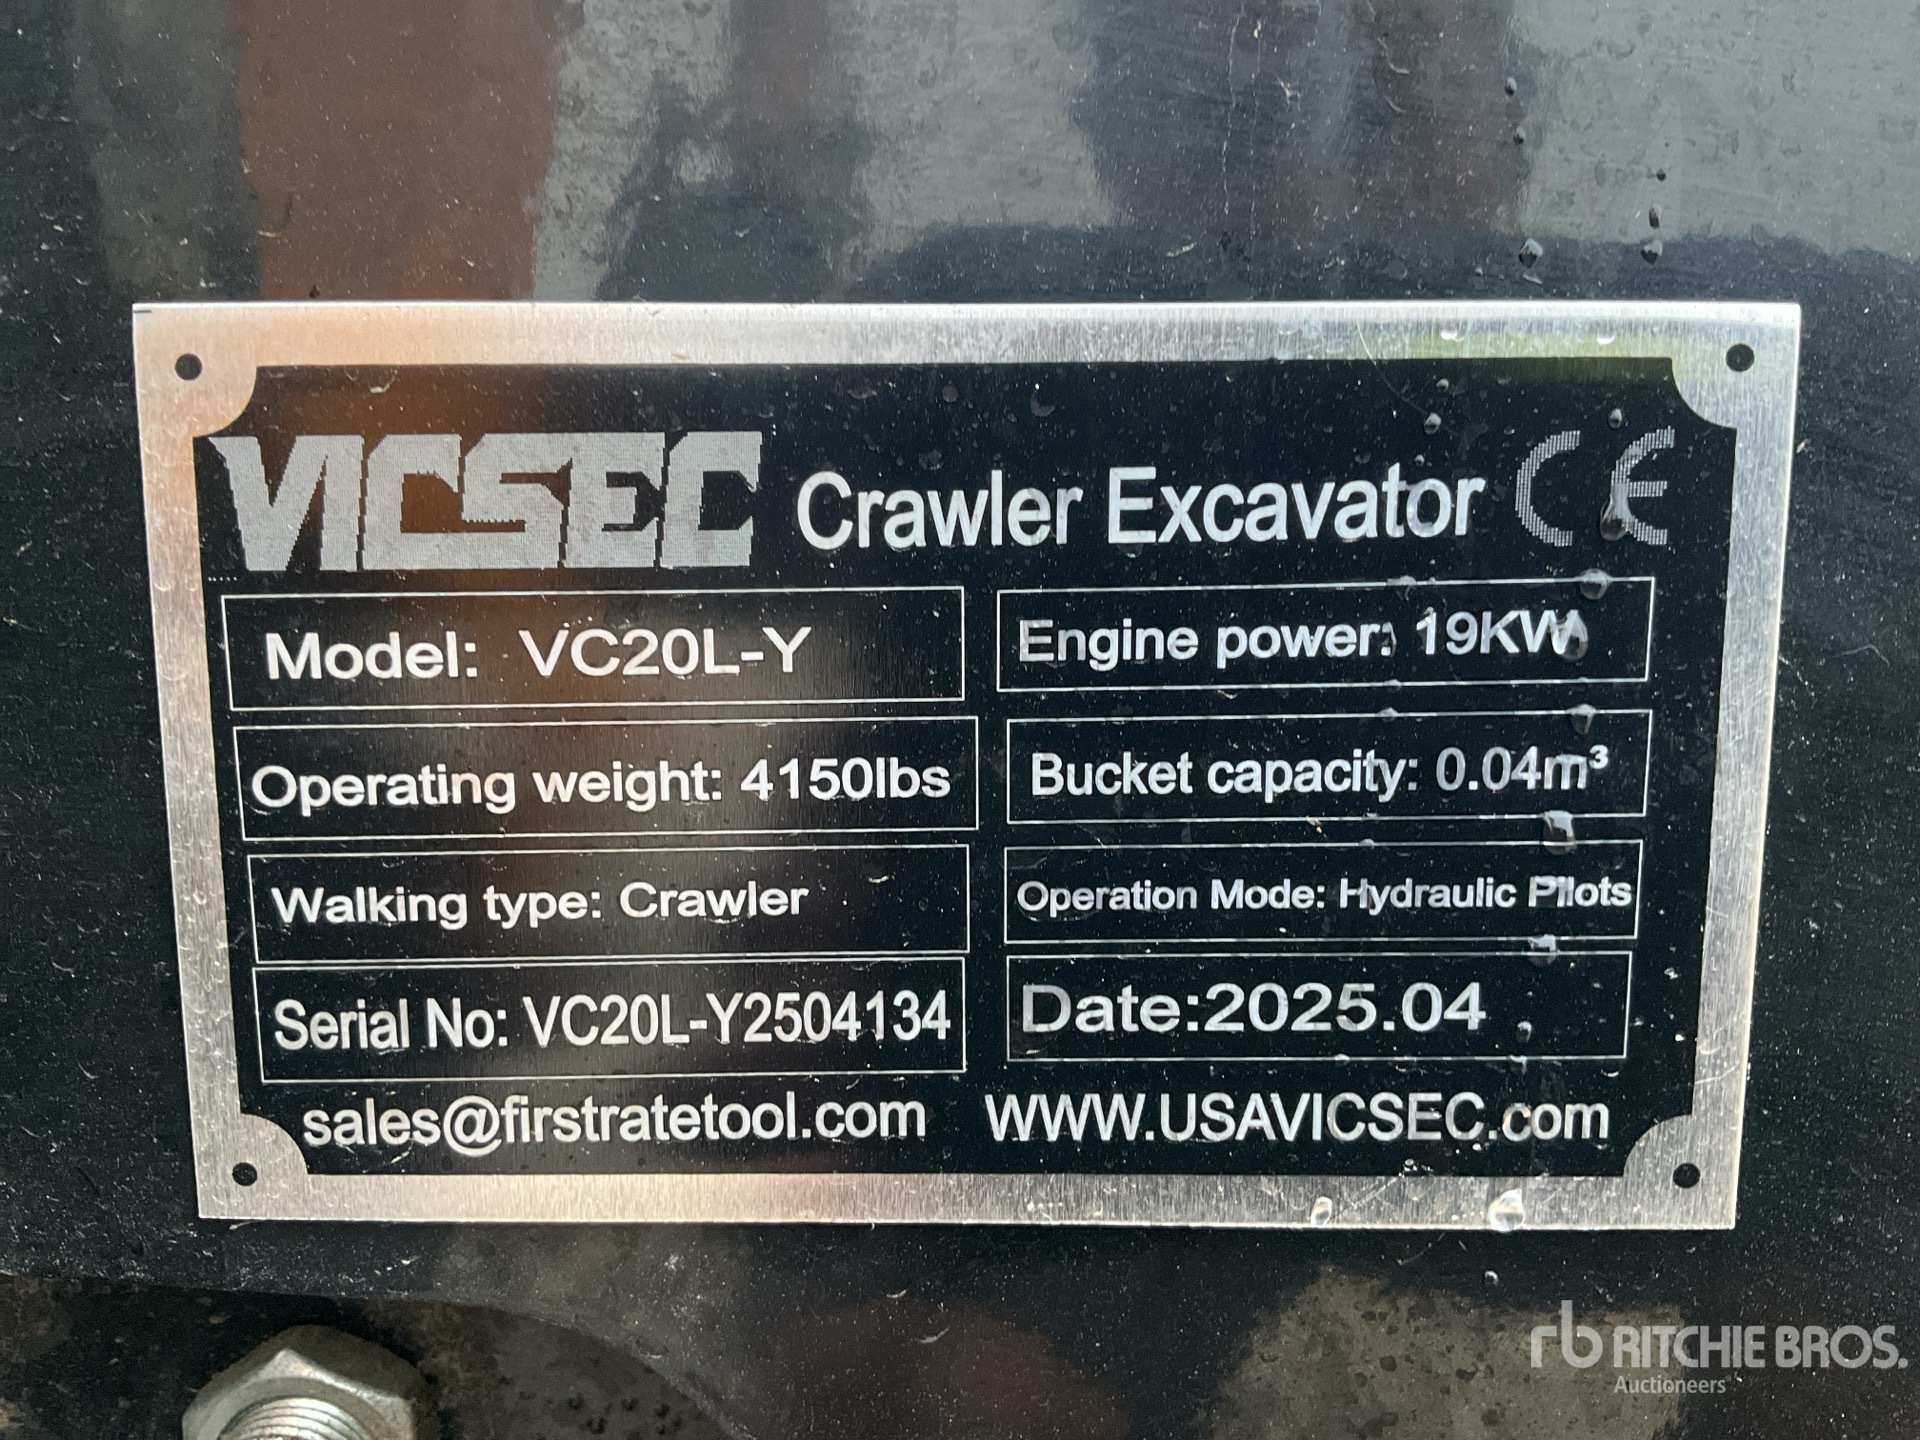 VICSEC Crawler Excavator CE
Model: VC20L-Y
Engine power: 19KW
Operating weight: 4150lbs
Bucket capacity: 0.04m³
Walking type: Crawler
Operation Mode: Hydraulic Pilots
Serial No: VC20L-Y2504134
Date:2025.04
sales@firstratetool.com
WWW.USAVICSEC.com
rb RITCHIE BROS.
Auctioneers